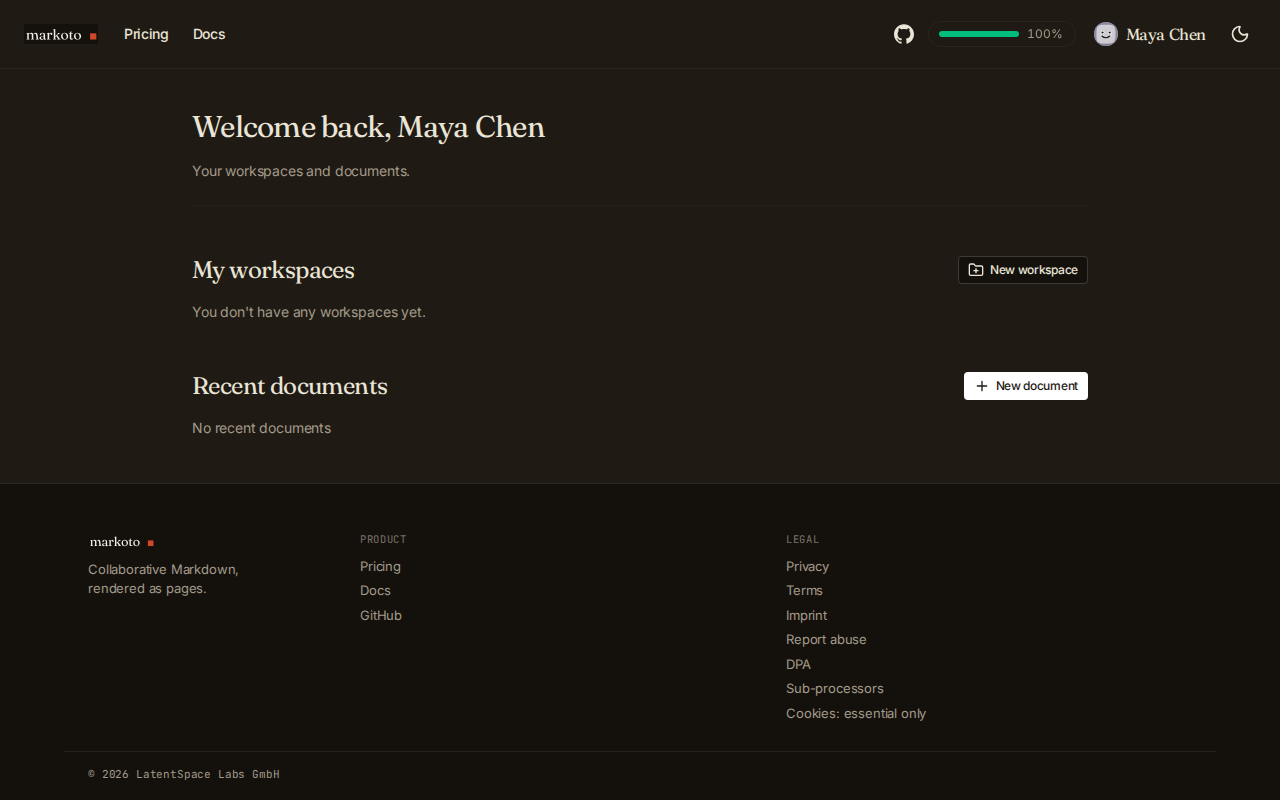 markoto
Pricing
Docs
100%
Maya Chen
Welcome back, Maya Chen
Your workspaces and documents.
My workspaces
New workspace
You don't have any workspaces yet.
Recent documents
New document
No recent documents
markoto
Collaborative Markdown,
rendered as pages.
PRODUCT
Pricing
Docs
GitHub
LEGAL
Privacy
Terms
Imprint
Report abuse
DPA
Sub-processors
Cookies: essential only
© 2026 LatentSpace Labs GmbH